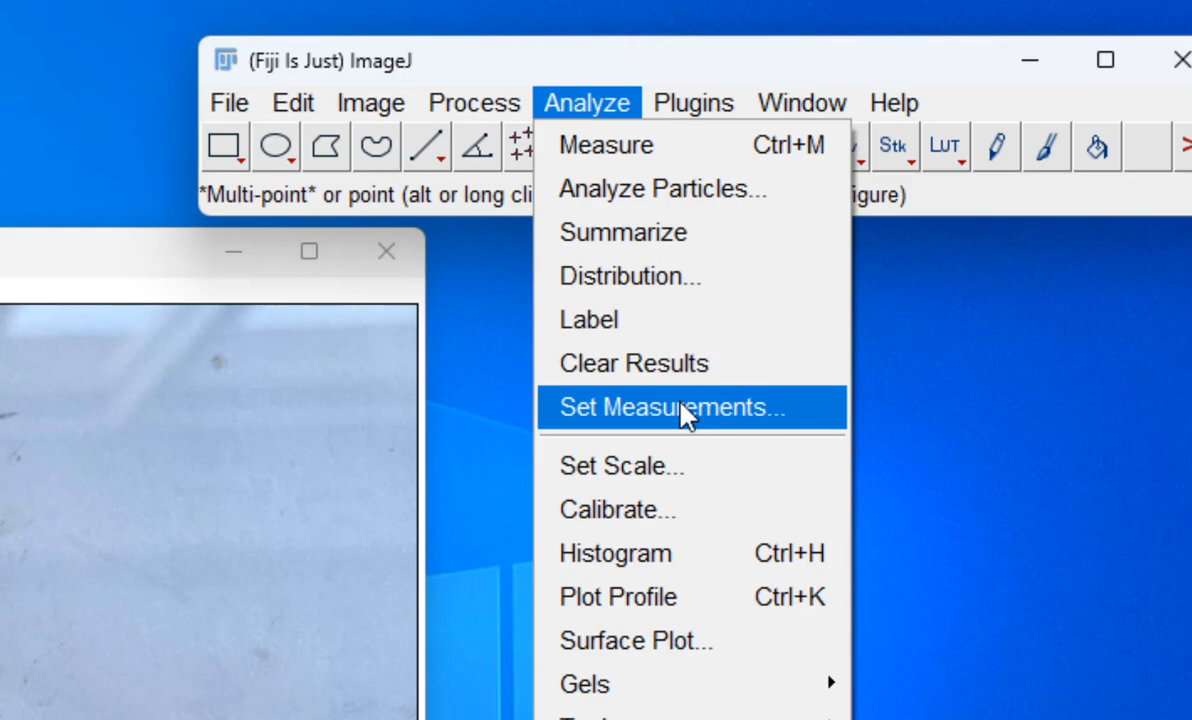 (Fiji Is Just) ImageJ
File Edit Image Process Analyze Plugins Window Help
Stk LUT
*Multi-point* or point (alt or long cli
igure)
Measure Ctrl+M
Analyze Particles...
Summarize
Distribution...
Label
Clear Results
Set Measurements...
Set Scale...
Calibrate...
Histogram Ctrl+H
Plot Profile Ctrl+K
Surface Plot...
Gels